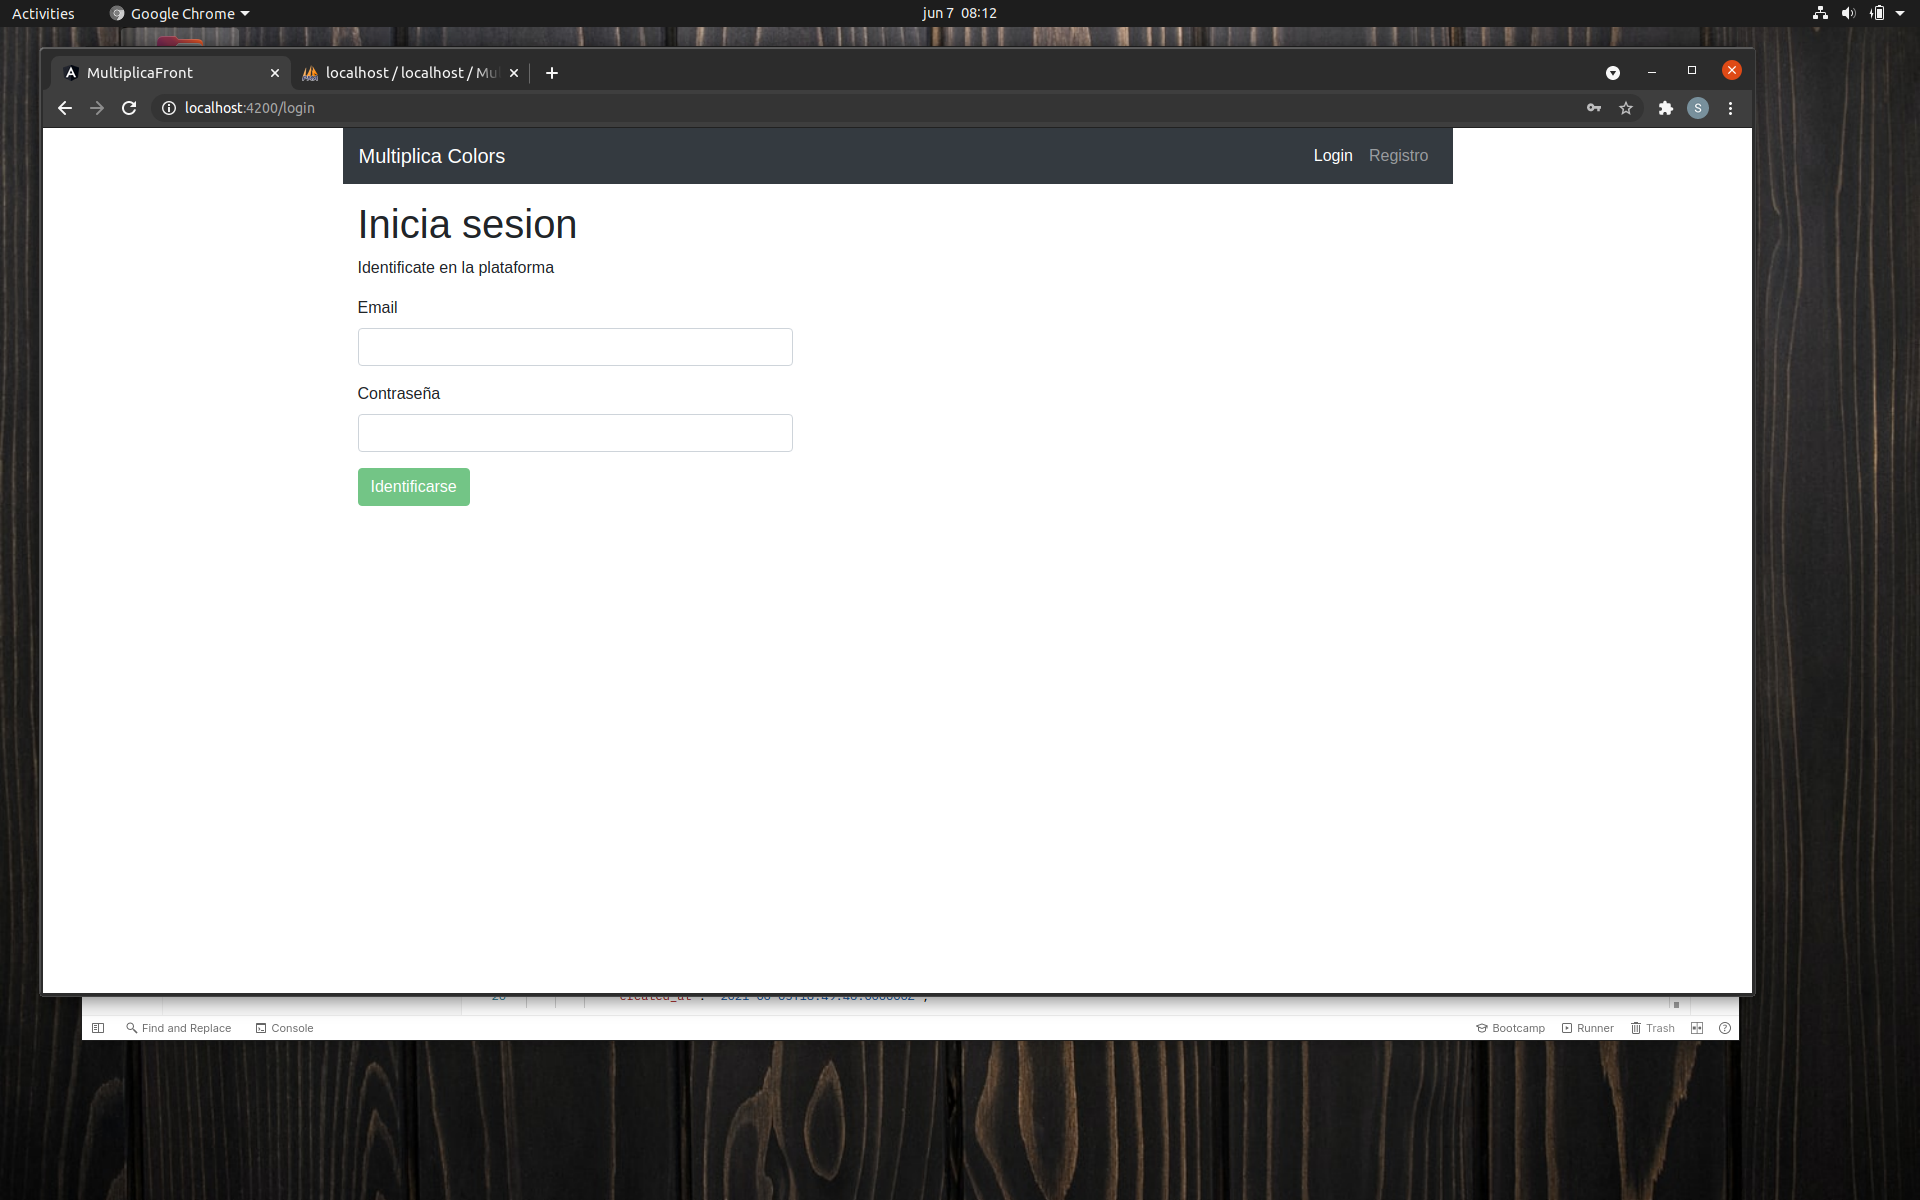 Activities
Google Chrome
jun 7 08:12
MultiplicaFront
localhost / localhost / Mu
localhost:4200/login
S
Multiplica Colors
Login
Registro
Inicia sesion
Identificate en la plataforma
Email
Contraseña
Identificarse
Find and Replace
Console
Bootcamp
Runner
Trash